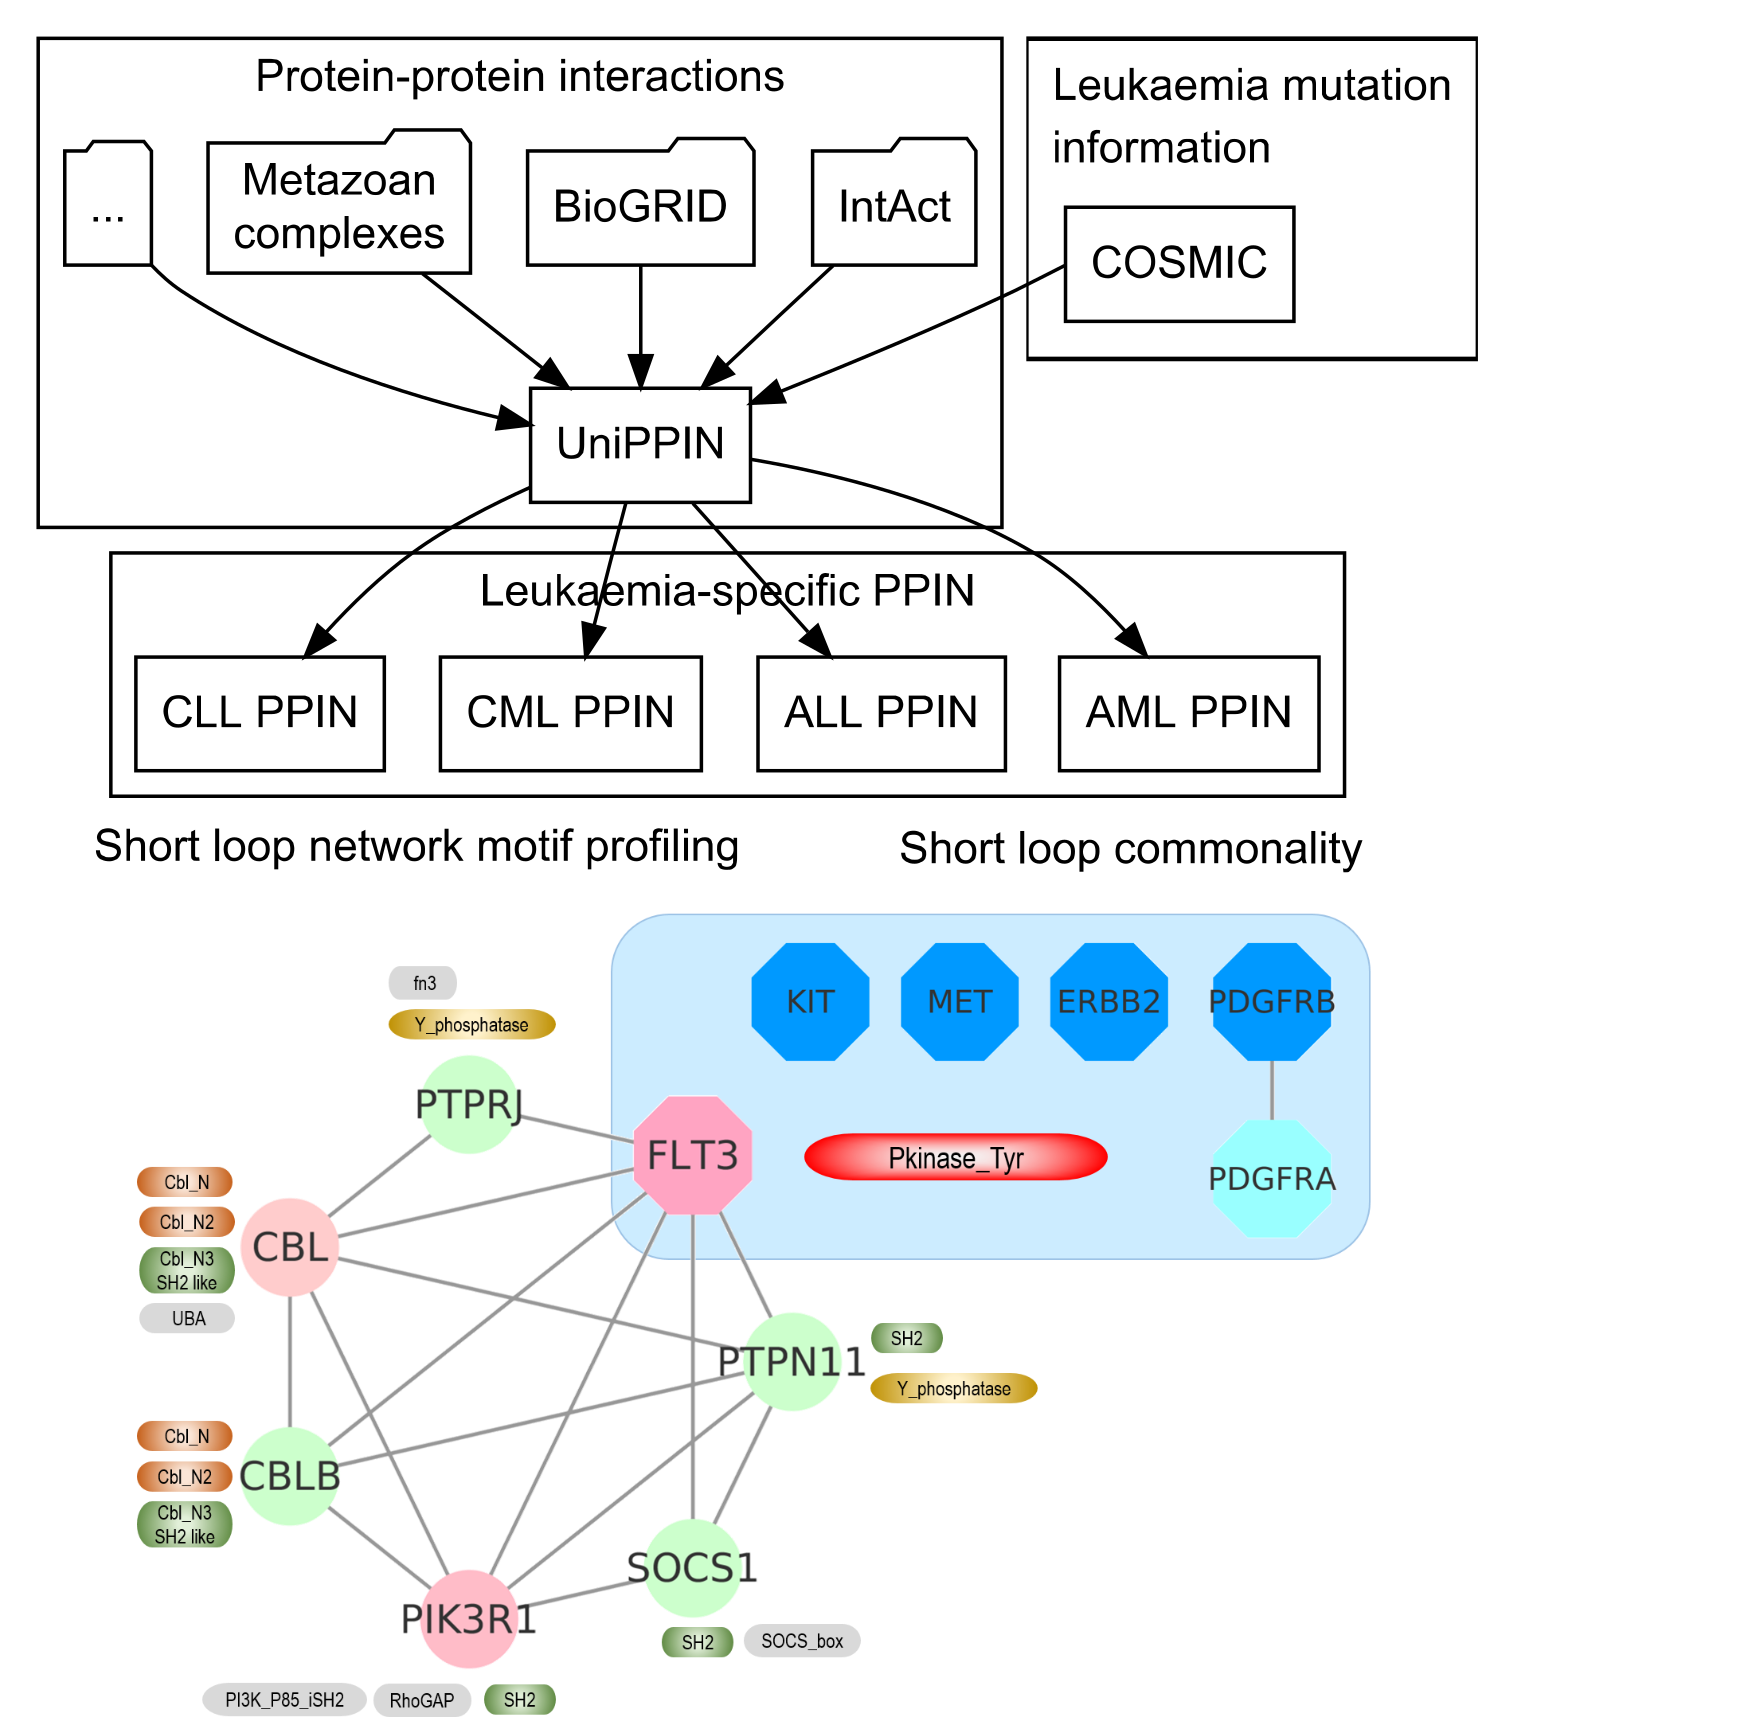 Protein-protein interactions
Leukaemia mutation
information
...
Metazoan
complexes
BioGRID
IntAct
COSMIC
UniPPIN
Leukaemia-specific PPIN
CLL PPIN
CML PPIN
ALL PPIN
AML PPIN
Short loop network motif profiling
Short loop commonality
fn3
Y_phosphatase
KIT
MET
ERBB2
PDGFRB
PTPRJ
FLT3
Pkinase_Tyr
PDGFRA
Cbl_N
Cbl_N2
Cbl_N3
SH2 like
UBA
CBL
PTPN11
SH2
Y_phosphatase
Cbl_N
Cbl_N2
Cbl_N3
SH2 like
CBLB
SOCS1
SH2
SOCS_box
PIK3R1
PI3K_P85_iSH2
RhoGAP
SH2